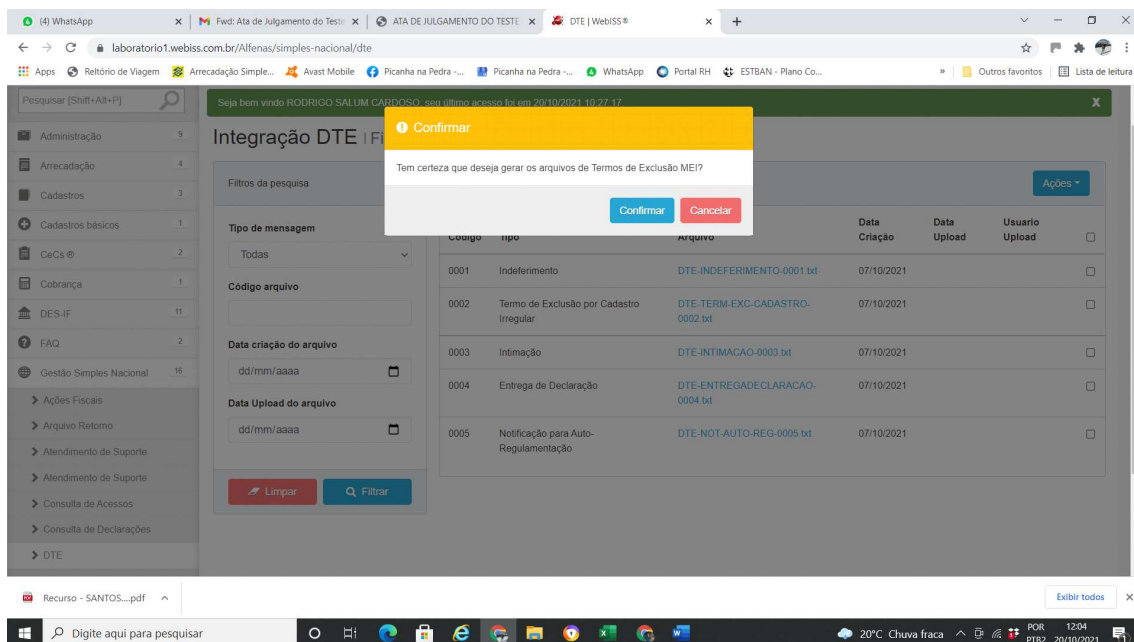 (4) WhatsApp
Fwd: Ata de Julgamento do Teste
ATA DE JULGAMENTO DO TESTE
DTE | WebISS®
laboratorio1.webiss.com.br/Alfenas/simples-nacional/dte
Apps
Reltório de Viagem
Arrecadação Simple...
Avast Mobile
Picanha na Pedra -...
Picanha na Pedra -...
WhatsApp
Portal RH
ESTBAN - Plano Co...
»
Outros favoritos
Lista de leitura
Pesquisar [Shift+Alt+P]
Seja bem vindo RODRIGO SALUM CARDOSO, seu último acesso foi em 20/10/2021 10:27:17.
X
Administração 9
Arrecadação 4
Cadastros 3
Cadastros básicos 1
CeCs ® 2
Cobrança 1
DES-IF 11
FAQ 2
Gestão Simples Nacional 16
Ações Fiscais
Arquivo Retorno
Atendimento de Suporte
Atendimento de Suporte
Consulta de Acessos
Consulta de Declarações
DTE
Integração DTE | Fi
Confirmar
Tem certeza que deseja gerar os arquivos de Termos de Exclusão MEI?
Confirmar
Cancelar
Filtros da pesquisa
Ações
Tipo de mensagem
Todas
Código arquivo
Data criação do arquivo
dd/mm/aaaa
Data Upload do arquivo
dd/mm/aaaa
Limpar
Filtrar
Código Tipo Arquivo Data Criação Data Upload Usuario Upload
0001 Indeferimento DTE-INDEFERIMENTO-0001.txt 07/10/2021
0002 Termo de Exclusão por Cadastro DTE-TERM-EXC-CADASTRO- 07/10/2021
Irregular 0002.txt
0003 Intimação DTE-INTIMACAO-0003.txt 07/10/2021
0004 Entrega de Declaração DTE-ENTREGADECLARACAO- 07/10/2021
0004.txt
0005 Notificação para Auto- DTE-NOT-AUTO-REG-0005.txt 07/10/2021
Regulamentação
Recurso - SANTOS....pdf
Exibir todos
Digite aqui para pesquisar
20°C Chuva fraca
POR 12:04
PTB2 20/10/2021